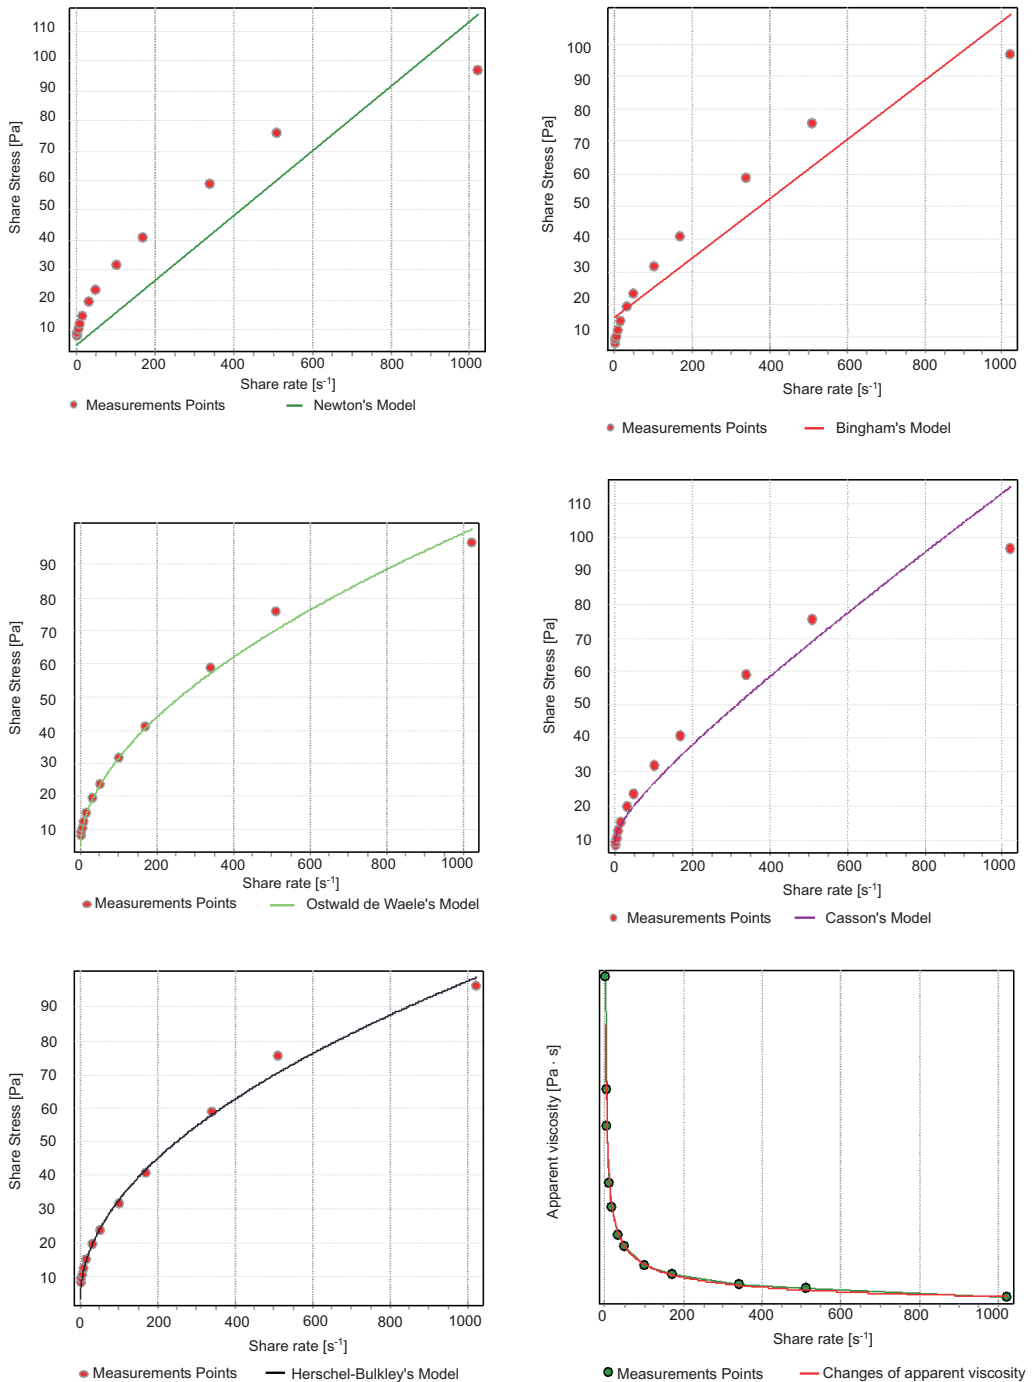 Share Stress [Pa]
110
100
90
80
70
60
50
40
30
20
10
0 200 400 600 800 1000
Share rate [s-1]
Measurements Points Newton's Model
Share Stress [Pa]
100
90
80
70
60
50
40
30
20
10
0 200 400 600 800 1000
Share rate [s-1]
Measurements Points Bingham's Model
Share Stress [Pa]
90
80
70
60
50
40
30
20
10
0 200 400 600 800 1000
Share rate [s-1]
Measurements Points Ostwald de Waele's Model
Share Stress [Pa]
110
100
90
80
70
60
50
40
30
20
10
0 200 400 600 800 1000
Share rate [s-1]
Measurements Points Casson's Model
Share Stress [Pa]
90
80
70
60
50
40
30
20
10
0 200 400 600 800 1000
Share rate [s-1]
Measurements Points Herschel-Bulkley's Model
Apparent viscosity [Pa · s]
0 200 400 600 800 1000
Share rate [s-1]
Measurements Points Changes of apparent viscosity